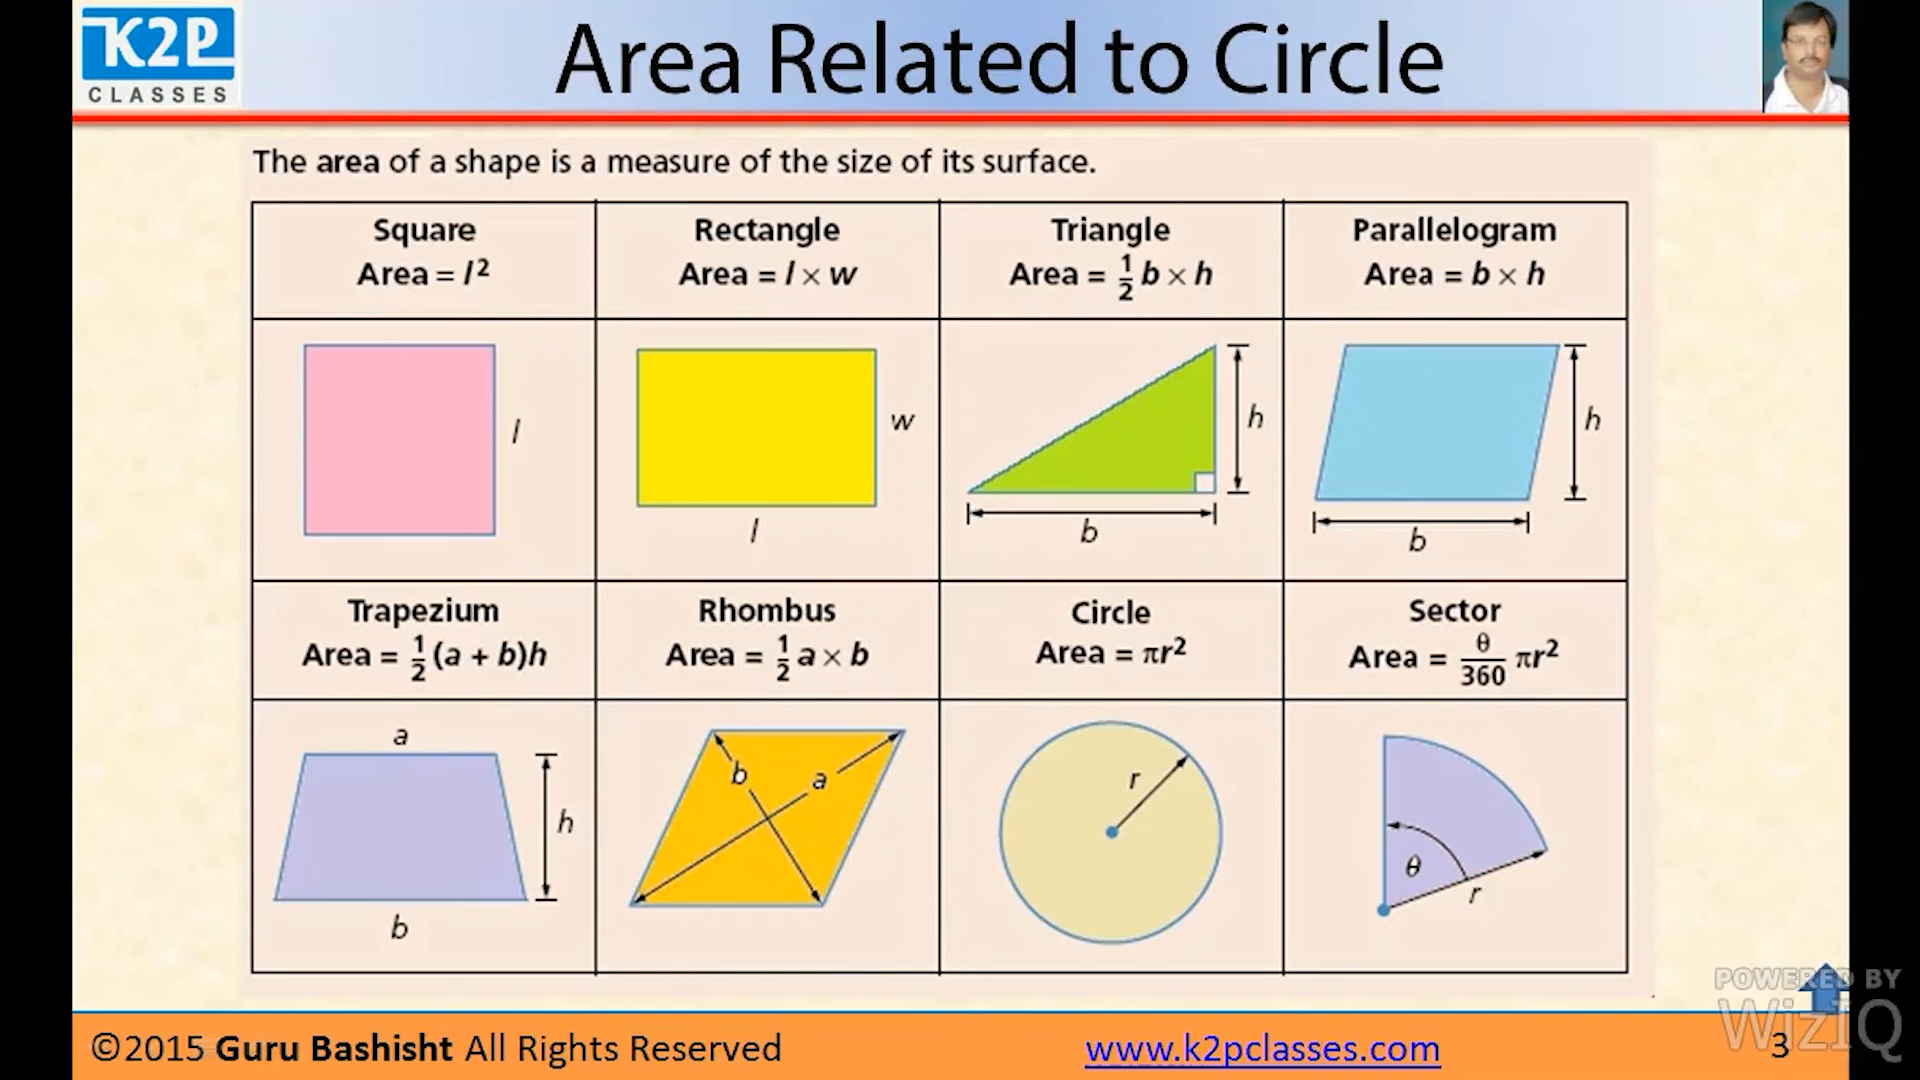 K2P
CLASSES
Area Related to Circle
The area of a shape is a measure of the size of its surface.
Square
Area = l²
Rectangle
Area = l × w
Triangle
Area = 1/2 b × h
Parallelogram
Area = b × h
l
w
l
h
b
h
b
Trapezium
Area = 1/2 (a + b)h
Rhombus
Area = 1/2 a × b
Circle
Area = πr²
Sector
Area = θ/360 πr²
a
h
b
b
a
r
θ
r
POWERED BY
WizIQ
©2015 Guru Bashisht All Rights Reserved
www.k2pclasses.com
3